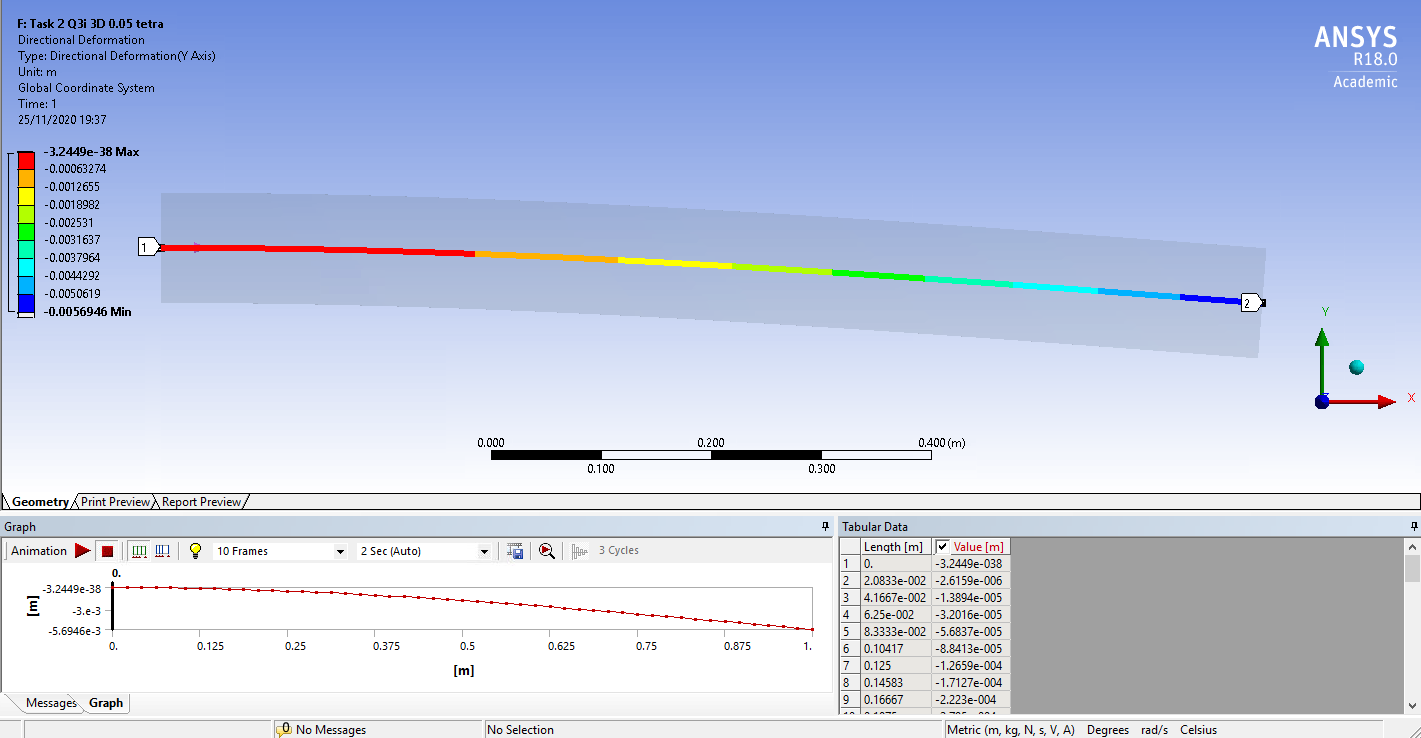 F: Task 2 Q3i 3D 0.05 tetra
Directional Deformation
Type: Directional Deformation(Y Axis)
Unit: m
Global Coordinate System
Time: 1
25/11/2020 19:37
ANSYS
R18.0
Academic
-3.2449e-38 Max
-0.00063274
-0.0012655
-0.0018982
-0.002531
-0.0031637
-0.0037964
-0.0044292
-0.0050619
-0.0056946 Min
1
2
Y
X
0.000 0.200 0.400 (m)
0.100 0.300
Geometry Print Preview Report Preview
Graph
Animation 10 Frames 2 Sec (Auto) 3 Cycles
0.
-3.2449e-38
-3.e-3
-5.6946e-3
[m]
0. 0.125 0.25 0.375 0.5 0.625 0.75 0.875 1.
[m]
Messages Graph
Tabular Data
Length [m] Value [m]
1 0. -3.2449e-038
2 2.0833e-002 -2.6159e-006
3 4.1667e-002 -1.3894e-005
4 6.25e-002 -3.2016e-005
5 8.3333e-002 -5.6837e-005
6 0.10417 -8.8413e-005
7 0.125 -1.2659e-004
8 0.14583 -1.7127e-004
9 0.16667 -2.223e-004
No Messages No Selection Metric (m, kg, N, s, V, A) Degrees rad/s Celsius